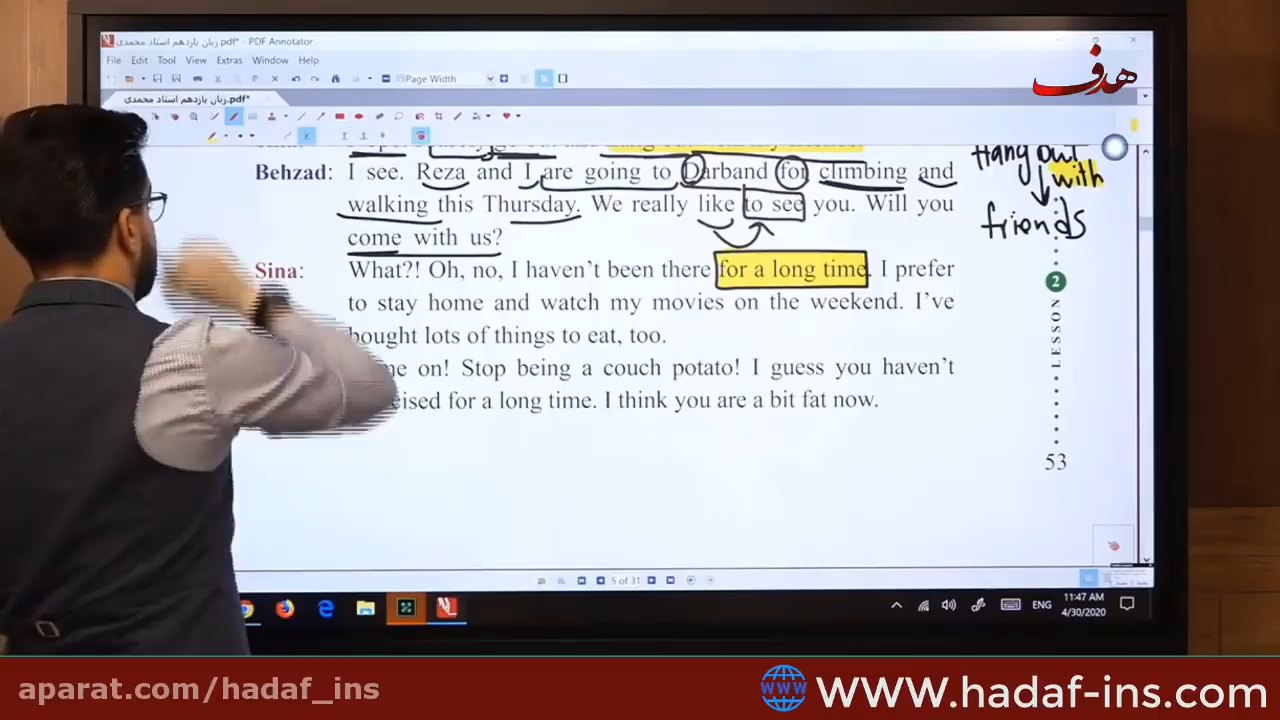 زبان یازدهم استاد محمدی.pdf* - PDF Annotator
File Edit Tool View Extras Window Help
Page Width
هدف
زبان یازدهم استاد محمدی.pdf*
Hang out
with
friends
Behzad: I see. Reza and I are going to Darband for climbing and
walking this Thursday. We really like to see you. Will you
come with us?
Sina: What?! Oh, no, I haven't been there for a long time. I prefer
to stay home and watch my movies on the weekend. I've
bought lots of things to eat, too.
on! Stop being a couch potato! I guess you haven't
for a long time. I think you are a bit fat now.
2
LESSON
53
5 of 31
ENG
11:47 AM
4/30/2020
aparat.com/hadaf_ins
WWW
WWW.hadaf-ins.com